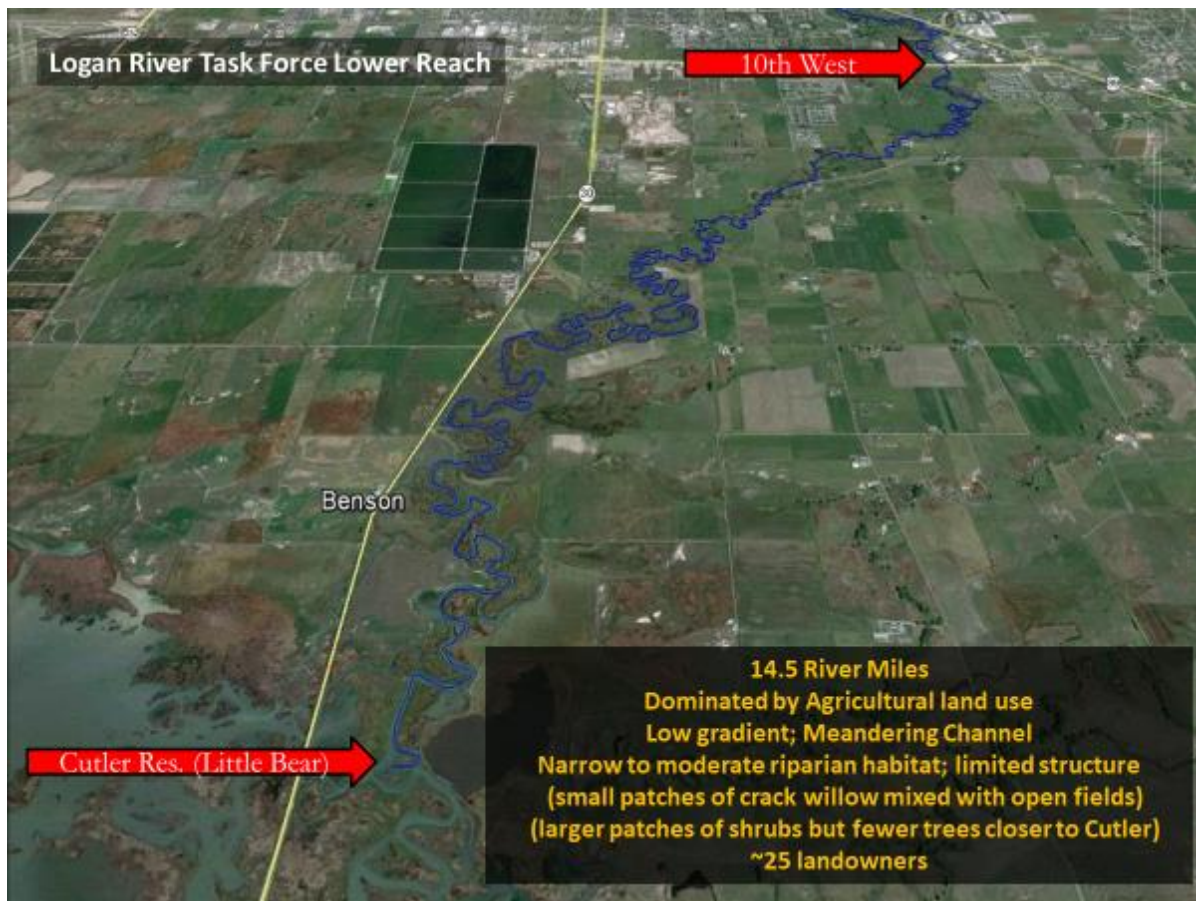 Logan River Task Force Lower Reach
10th West
30
Benson
Cutler Res. (Little Bear)
14.5 River Miles
Dominated by Agricultural land use
Low gradient; Meandering Channel
Narrow to moderate riparian habitat; limited structure
(small patches of crack willow mixed with open fields)
(larger patches of shrubs but fewer trees closer to Cutler)
~25 landowners